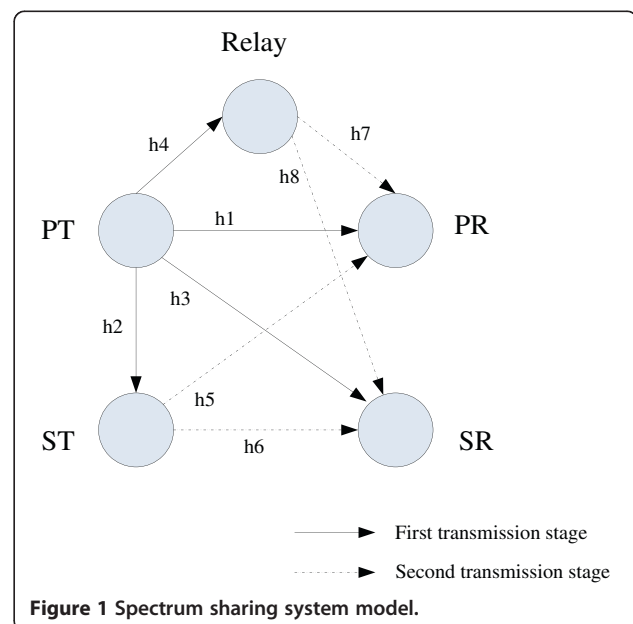 Relay
h4
h7
h8
PT
h1
PR
h3
h2
h5
ST
h6
SR
First transmission stage
Second transmission stage
Figure 1 Spectrum sharing system model.